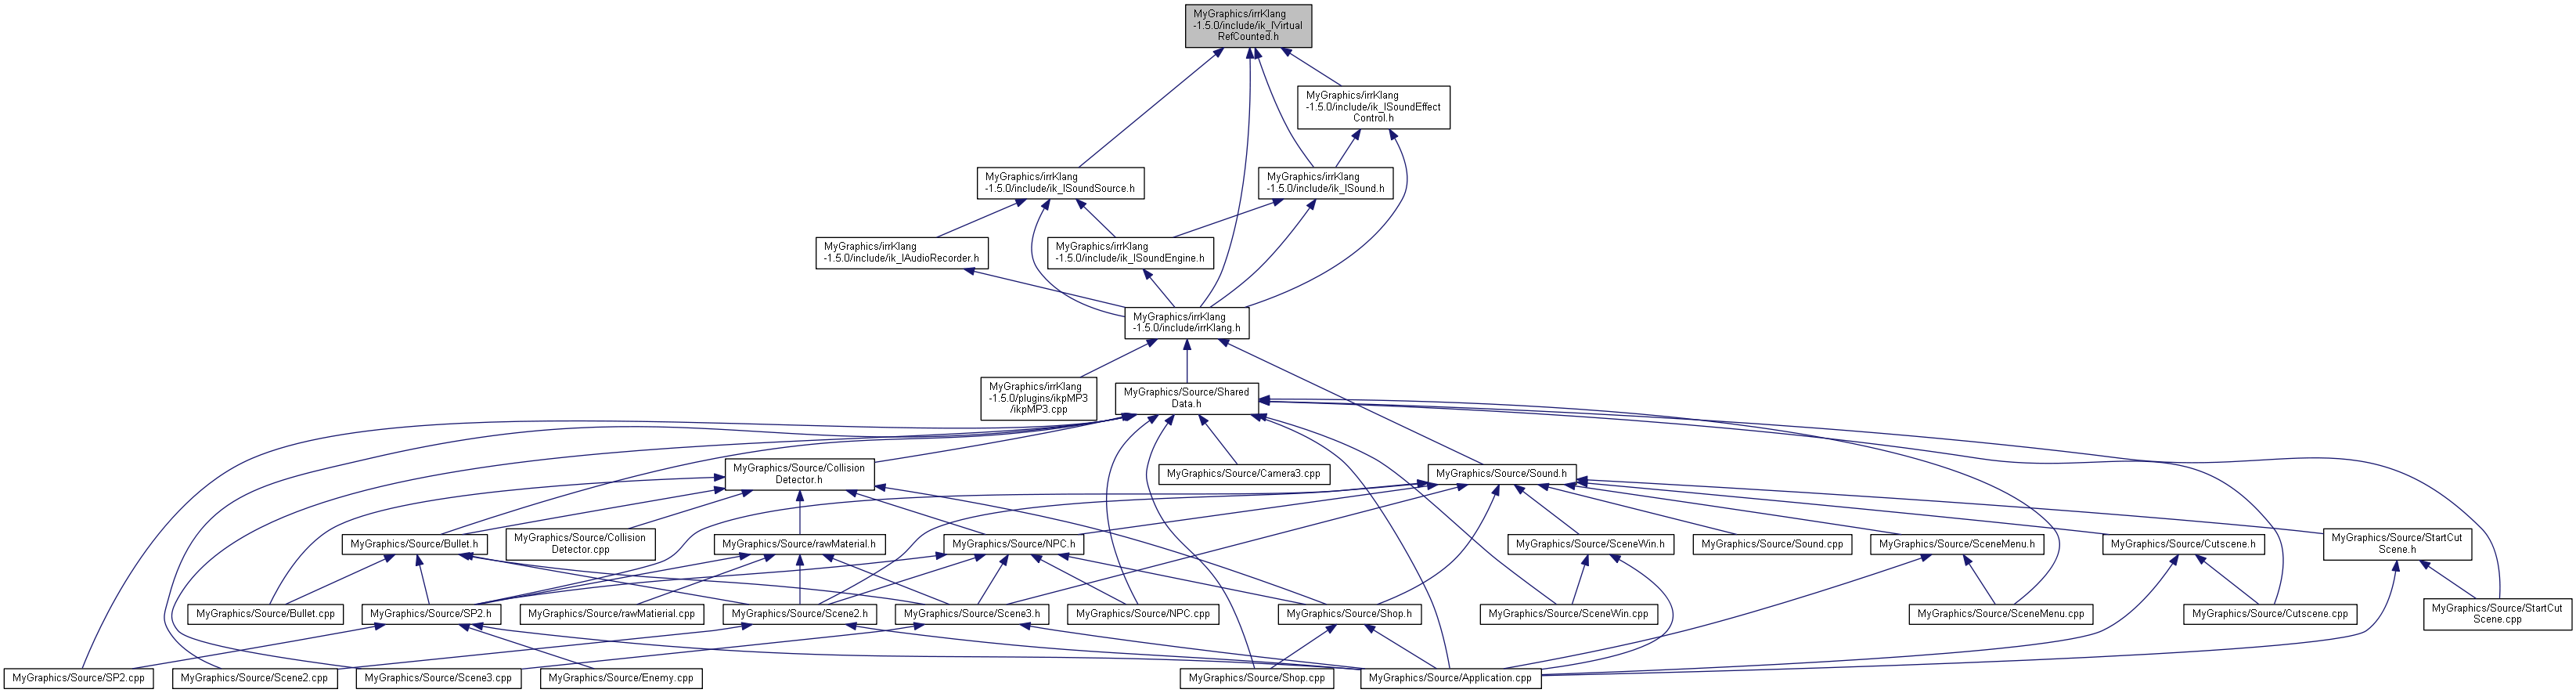 MyGraphics/irrKlang
-1.5.0/include/ik_IVirtual
RefCounted.h
MyGraphics/irrKlang
-1.5.0/include/ik_ISoundEffect
Control.h
MyGraphics/irrKlang
-1.5.0/include/ik_ISoundSource.h
MyGraphics/irrKlang
-1.5.0/include/ik_ISound.h
MyGraphics/irrKlang
-1.5.0/include/ik_IAudioRecorder.h
MyGraphics/irrKlang
-1.5.0/include/ik_ISoundEngine.h
MyGraphics/irrKlang
-1.5.0/include/irrKlang.h
MyGraphics/irrKlang
-1.5.0/plugins/ikpMP3
/ikpMP3.cpp
MyGraphics/Source/Shared
Data.h
MyGraphics/Source/Collision
Detector.h
MyGraphics/Source/Camera3.cpp
MyGraphics/Source/Sound.h
MyGraphics/Source/Bullet.h
MyGraphics/Source/Collision
Detector.cpp
MyGraphics/Source/rawMaterial.h
MyGraphics/Source/NPC.h
MyGraphics/Source/SceneWin.h
MyGraphics/Source/Sound.cpp
MyGraphics/Source/SceneMenu.h
MyGraphics/Source/Cutscene.h
MyGraphics/Source/StartCut
Scene.h
MyGraphics/Source/Bullet.cpp
MyGraphics/Source/SP2.h
MyGraphics/Source/rawMatierial.cpp
MyGraphics/Source/Scene2.h
MyGraphics/Source/Scene3.h
MyGraphics/Source/NPC.cpp
MyGraphics/Source/Shop.h
MyGraphics/Source/SceneWin.cpp
MyGraphics/Source/SceneMenu.cpp
MyGraphics/Source/Cutscene.cpp
MyGraphics/Source/StartCut
Scene.cpp
MyGraphics/Source/SP2.cpp
MyGraphics/Source/Scene2.cpp
MyGraphics/Source/Scene3.cpp
MyGraphics/Source/Enemy.cpp
MyGraphics/Source/Shop.cpp
MyGraphics/Source/Application.cpp